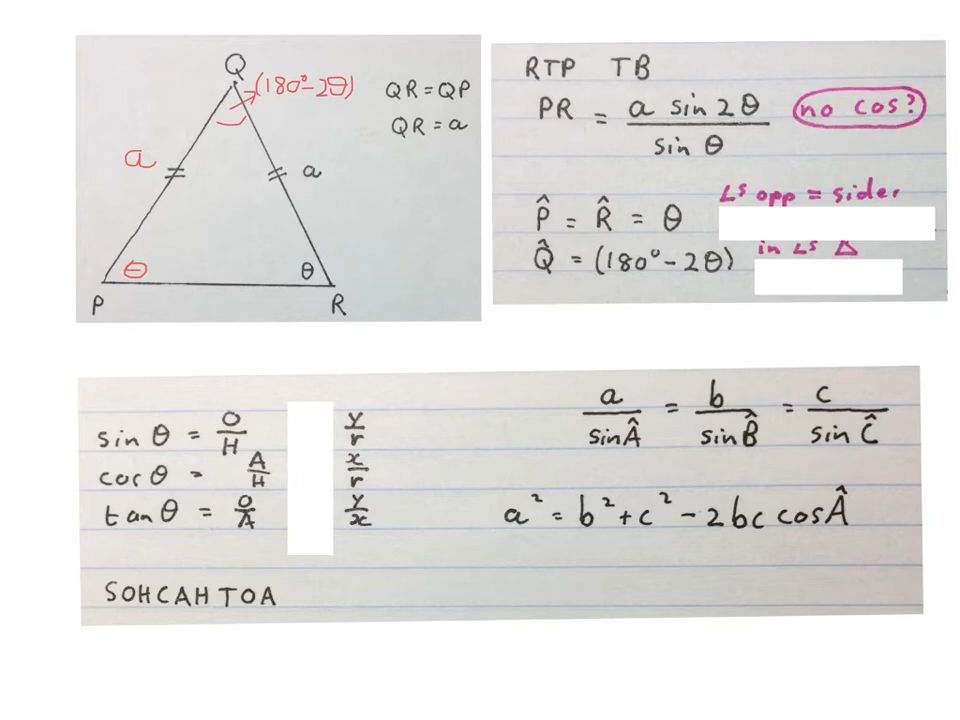 Q
(180° - 2θ)
QR = QP
QR = a
a
a
θ
θ
P
R
RTP TB
PR = a sin 2θ / sin θ
no cos?
∠s opp = sides
P̂ = R̂ = θ
in ∠s Δ
Q̂ = (180° - 2θ)
sin θ = O/H y/r
cos θ = A/H x/r
tan θ = O/A y/x
SOHCAHTOA
a/sin Â = b/sin B̂ = c/sin Ĉ
a² = b² + c² - 2bc cos Â